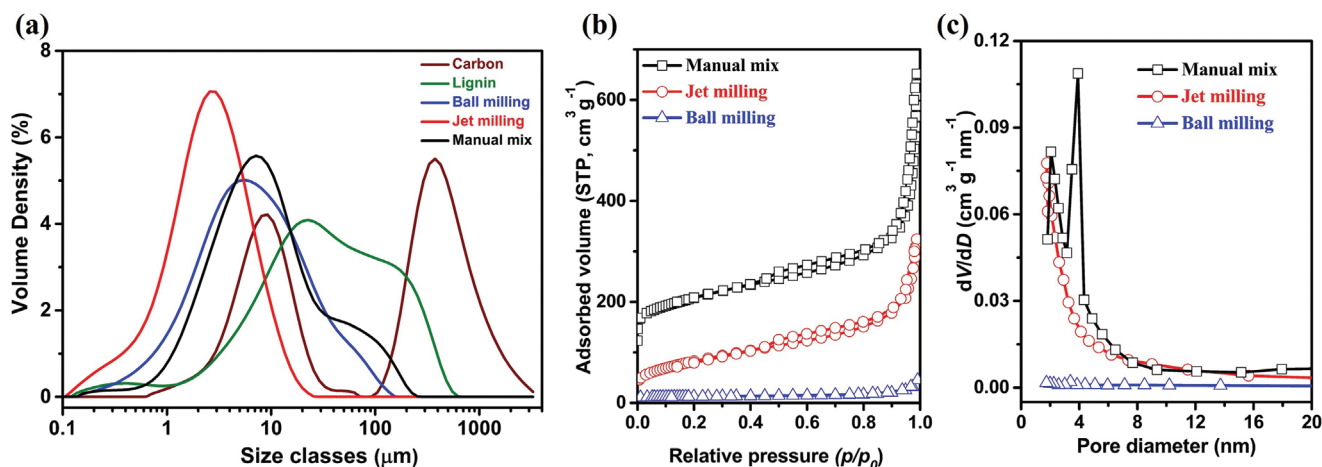 (a)
8
6
4
2
0
Volume Density (%)
0.1 1 10 100 1000
Size classes (μm)
Carbon
Lignin
Ball milling
Jet milling
Manual mix
(b)
600
400
200
0
Adsorbed volume (STP, cm³ g⁻¹)
0.0 0.2 0.4 0.6 0.8 1.0
Relative pressure (p/p₀)
Manual mix
Jet milling
Ball milling
(c)
0.12
0.09
0.06
0.03
0.00
dV/dD (cm³ g⁻¹ nm⁻¹)
0 4 8 12 16 20
Pore diameter (nm)
Manual mix
Jet milling
Ball milling